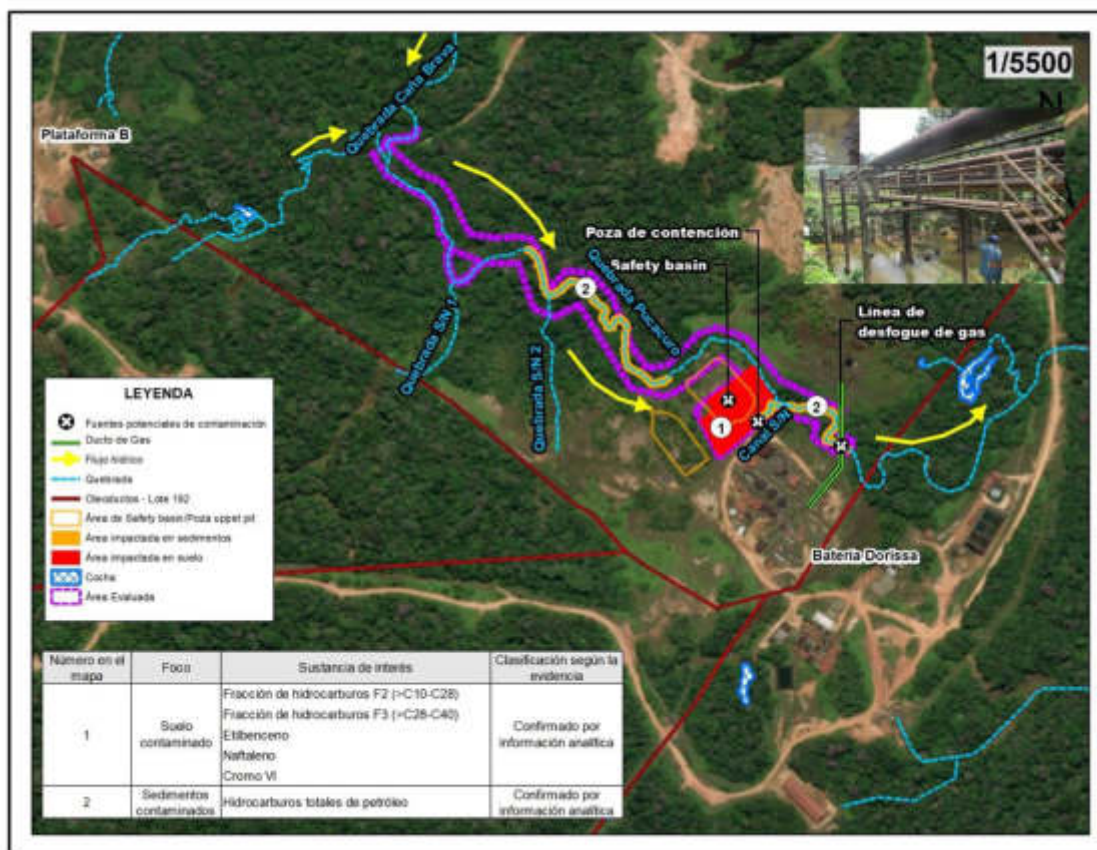 1/5500
N
Plataforma B
Quebrada Caña Brava
Poza de contención
Safety basin
Quebrada Pucacuro
2
Línea de
desfogue de gas
Quebrada S/N 1
Quebrada S/N 2
1
2
Canal S/N
Batería Dorissa
LEYENDA
Fuentes potenciales de contaminación
Ducto de Gas
Flujo hídrico
Quebrada
Oleoductos - Lote 192
Área de Safety basin/Poza upper pit
Área impactada en sedimentos
Área impactada en suelo
Cocha
Área Evaluada
Número en el mapa
Foco
Sustancia de interés
Clasificación según la evidencia
1
Suelo contaminado
Fracción de hidrocarburos F2 (>C10-C28)
Fracción de hidrocarburos F3 (>C28-C40)
Etilbenceno
Naftaleno
Cromo VI
Confirmado por información analítica
2
Sedimentos contaminados
Hidrocarburos totales de petróleo
Confirmado por información analítica